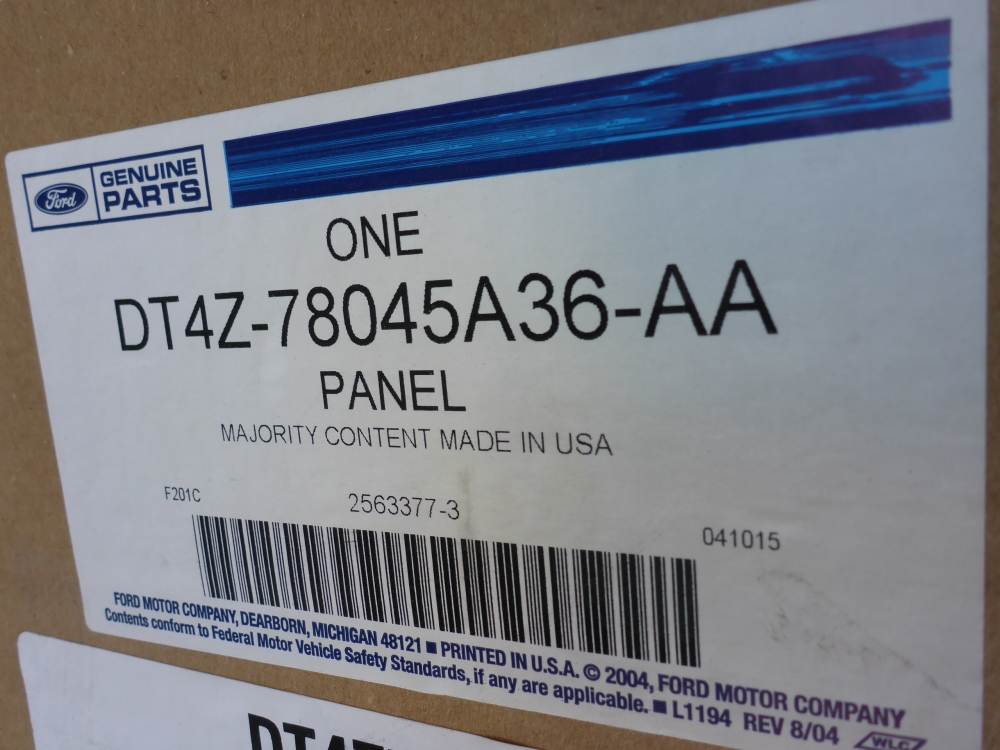 Ford
GENUINE
PARTS
ONE
DT4Z-78045A36-AA
PANEL
MAJORITY CONTENT MADE IN USA
F201C
2563377-3
041015
FORD MOTOR COMPANY, DEARBORN, MICHIGAN 48121 ■ PRINTED IN U.S.A. © 2004, FORD MOTOR COMPANY
Contents conform to Federal Motor Vehicle Safety Standards, if any are applicable. ■ L1194 REV 8/04
WLC